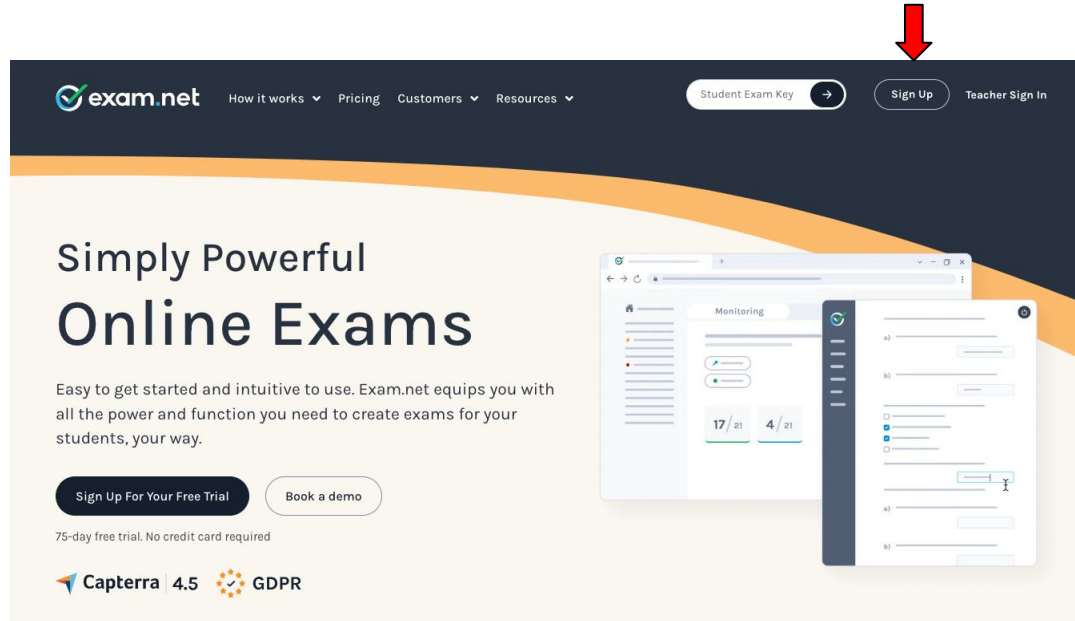 exam.net How it works Pricing Customers Resources Student Exam Key Sign Up Teacher Sign In
Simply Powerful
Online Exams
Easy to get started and intuitive to use. Exam.net equips you with
all the power and function you need to create exams for your
students, your way.
Sign Up For Your Free Trial Book a demo
75-day free trial. No credit card required
Capterra 4.5 GDPR
Monitoring
17/21 4/21
a)
b)
a)
b)